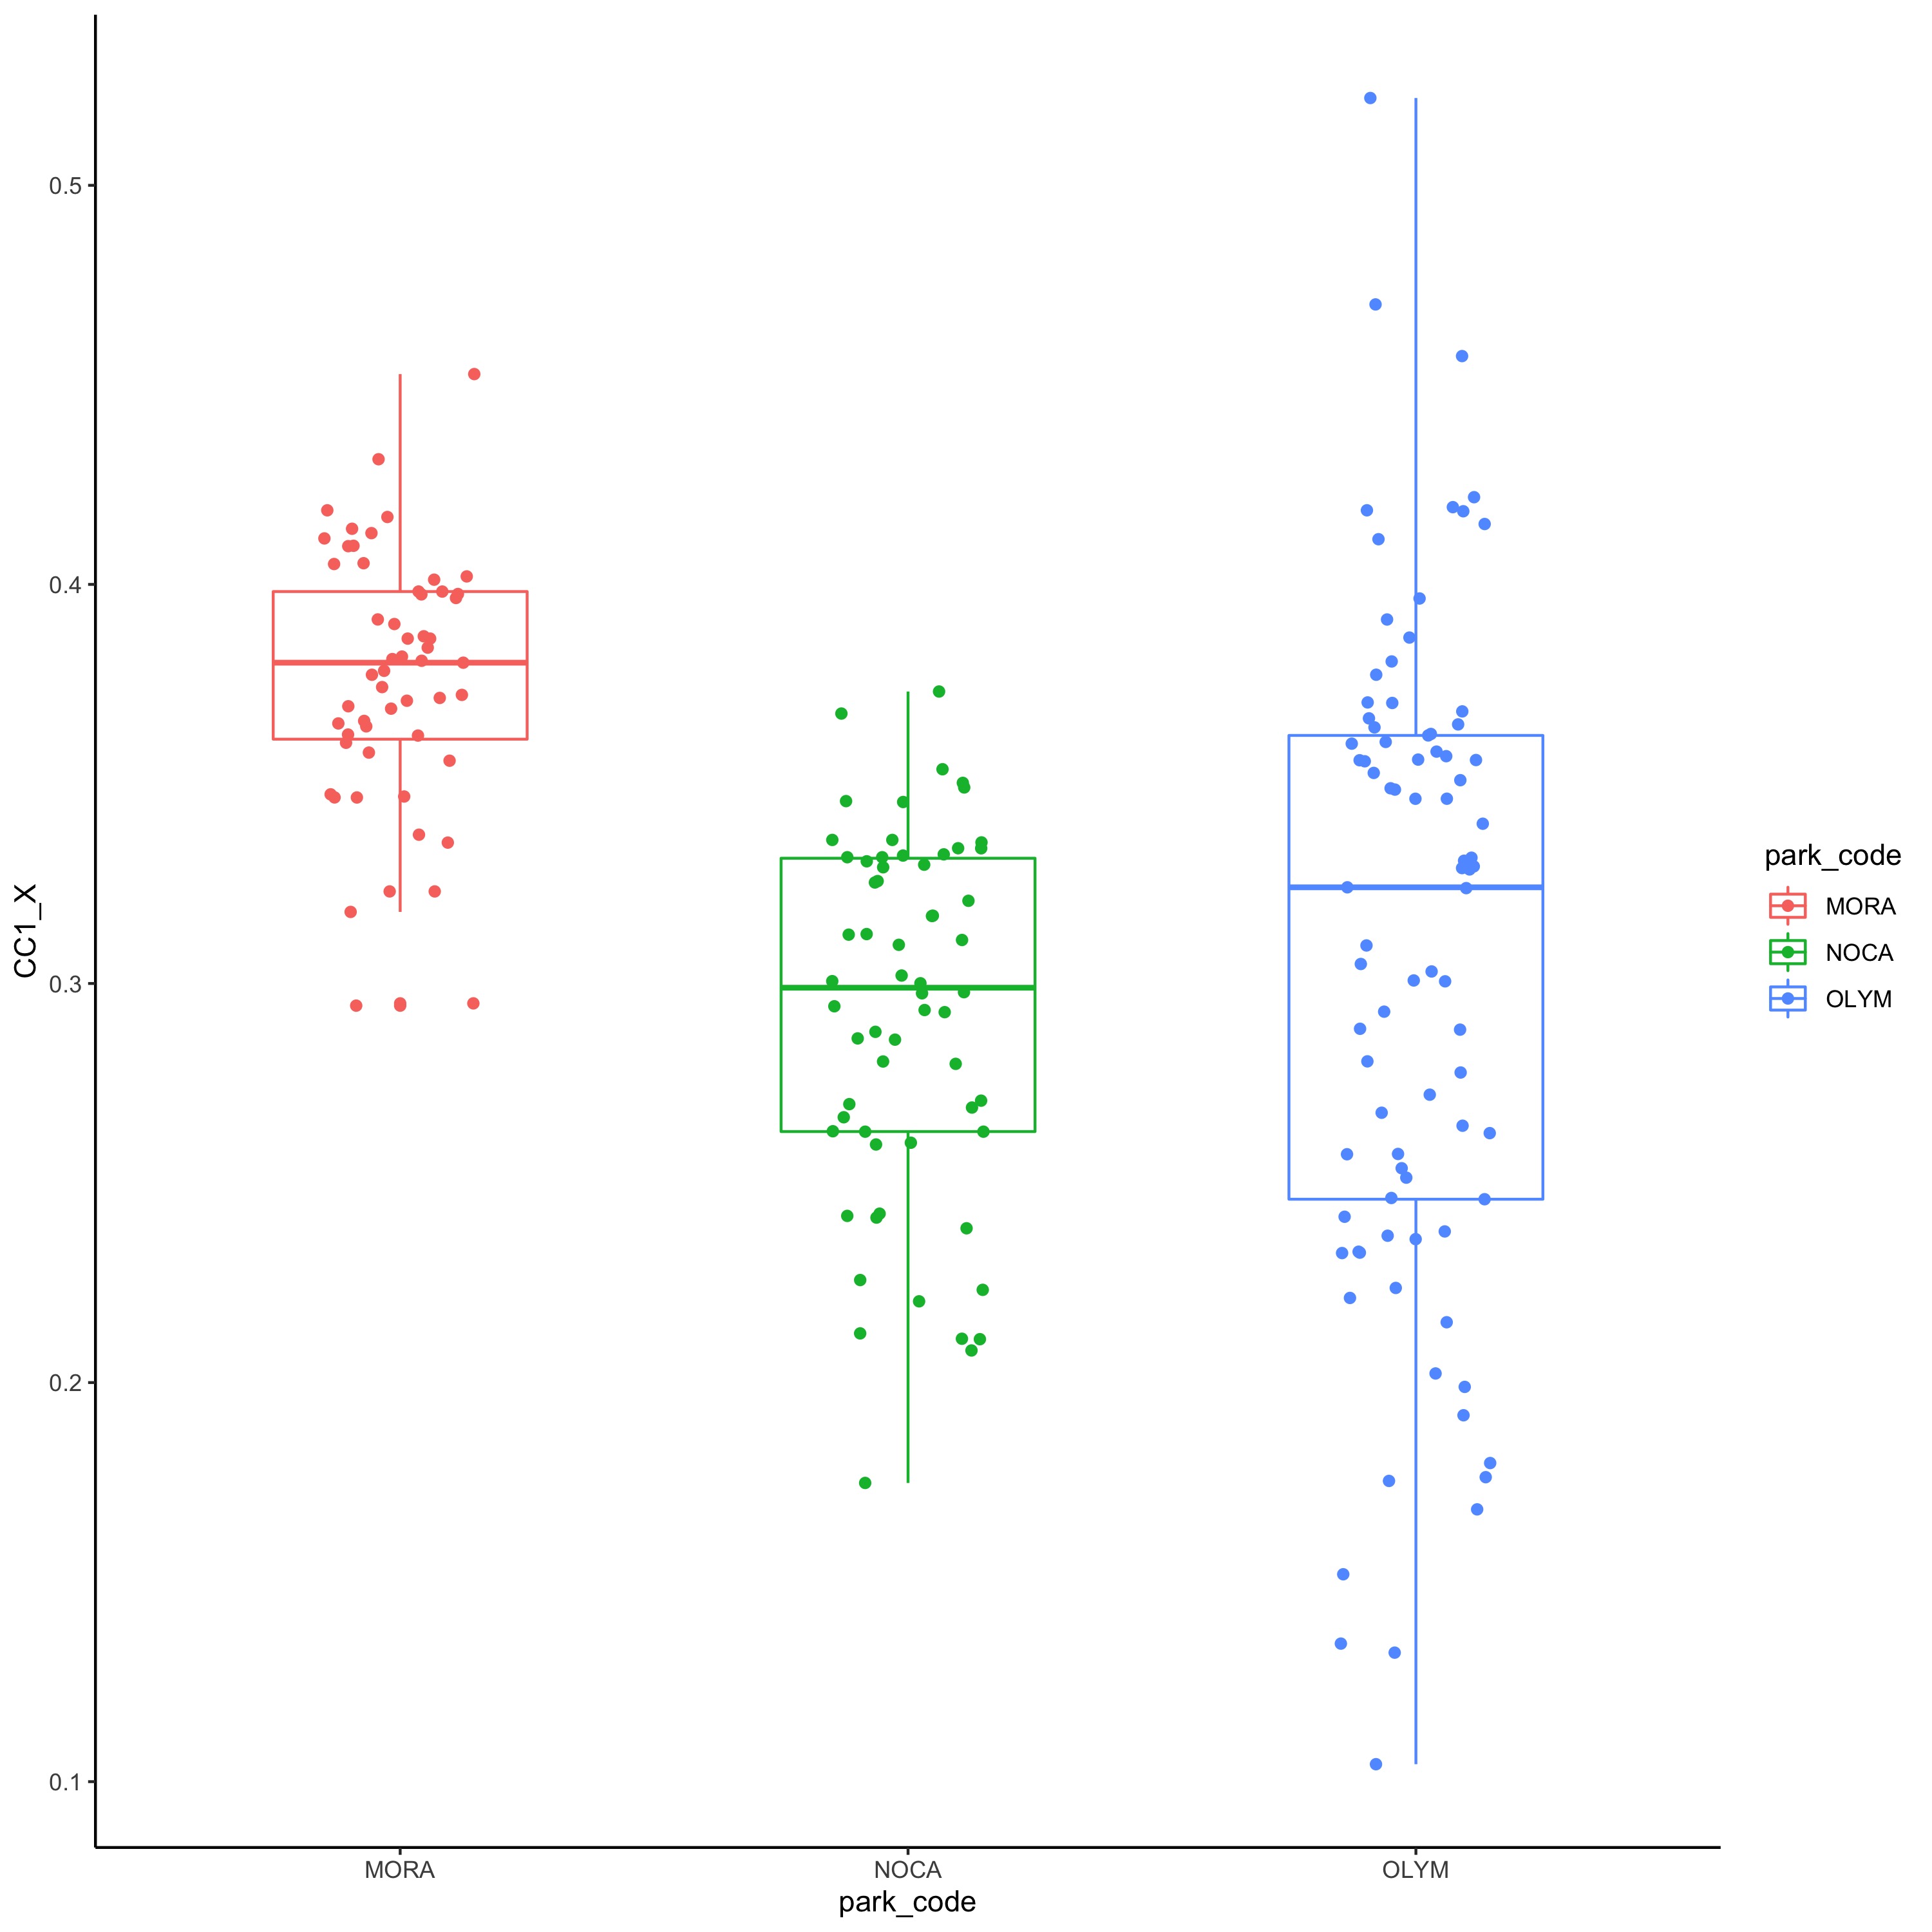 0.5
0.4
0.3
0.2
0.1
CC1_X
MORA
NOCA
OLYM
park_code
park_code
MORA
NOCA
OLYM